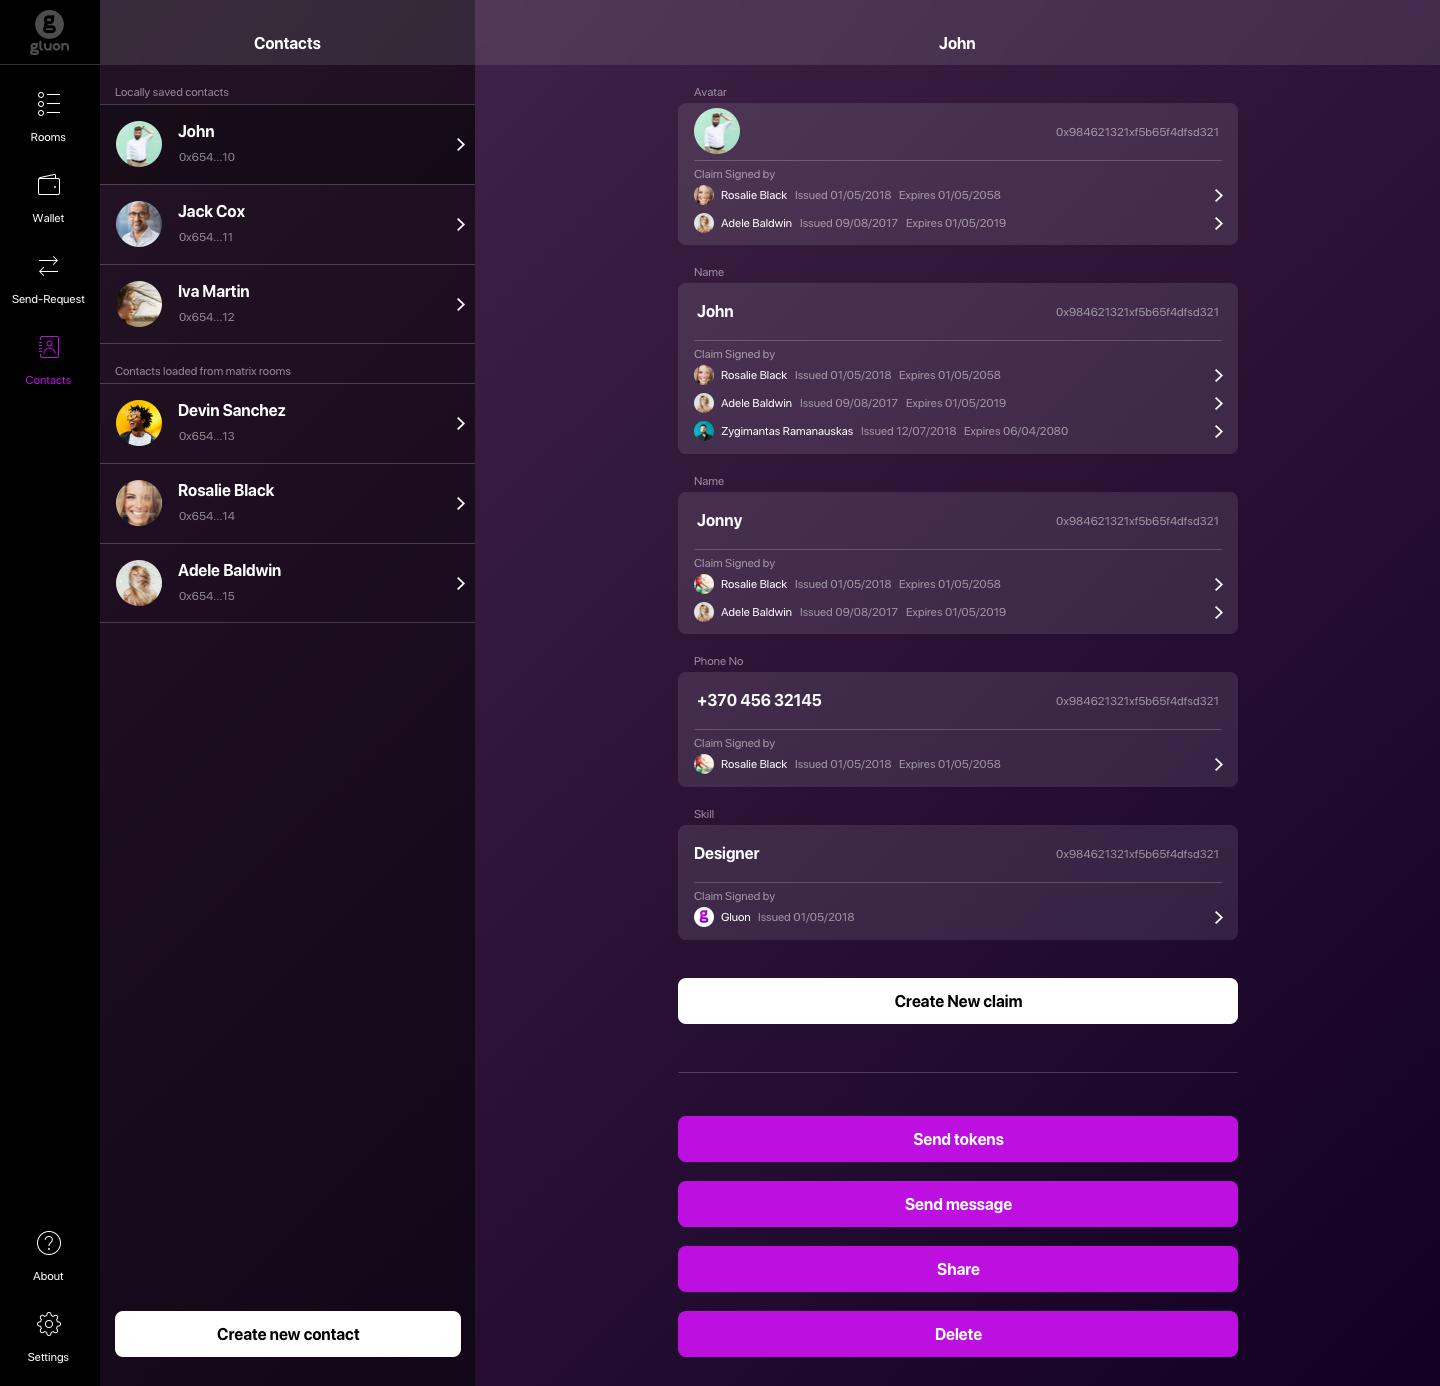 gluon
Rooms
Wallet
Send-Request
Contacts
About
Settings
Contacts
Locally saved contacts
John
0x654...10
Jack Cox
0x654...11
Iva Martin
0x654...12
Contacts loaded from matrix rooms
Devin Sanchez
0x654...13
Rosalie Black
0x654...14
Adele Baldwin
0x654...15
Create new contact
John
Avatar
0x984621321xf5b65f4dfsd321
Claim Signed by
Rosalie Black Issued 01/05/2018 Expires 01/05/2058
Adele Baldwin Issued 09/08/2017 Expires 01/05/2019
Name
John 0x984621321xf5b65f4dfsd321
Claim Signed by
Rosalie Black Issued 01/05/2018 Expires 01/05/2058
Adele Baldwin Issued 09/08/2017 Expires 01/05/2019
Zygimantas Ramanauskas Issued 12/07/2018 Expires 06/04/2080
Name
Jonny 0x984621321xf5b65f4dfsd321
Claim Signed by
Rosalie Black Issued 01/05/2018 Expires 01/05/2058
Adele Baldwin Issued 09/08/2017 Expires 01/05/2019
Phone No
+370 456 32145 0x984621321xf5b65f4dfsd321
Claim Signed by
Rosalie Black Issued 01/05/2018 Expires 01/05/2058
Skill
Designer 0x984621321xf5b65f4dfsd321
Claim Signed by
Gluon Issued 01/05/2018
Create New claim
Send tokens
Send message
Share
Delete